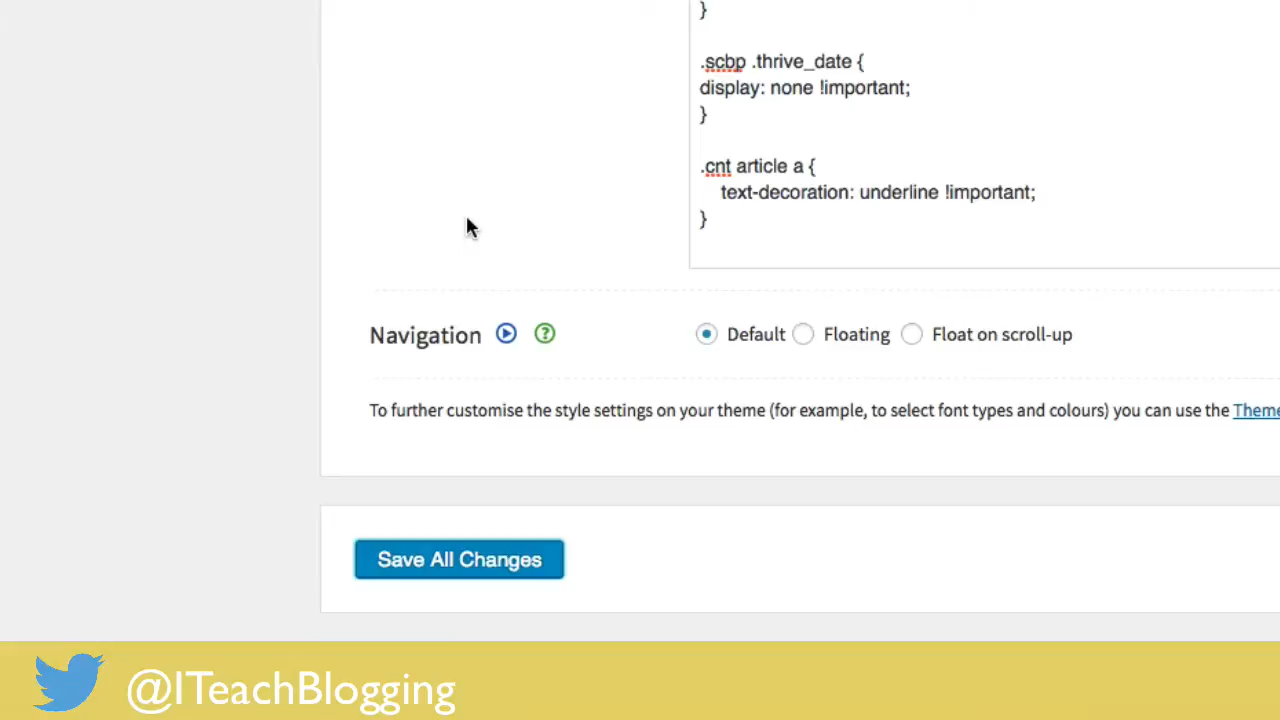 }
.scbp .thrive_date {
display: none !important;
}
.cnt article a {
text-decoration: underline !important;
}
Navigation
Default Floating Float on scroll-up
To further customise the style settings on your theme (for example, to select font types and colours) you can use the Theme
Save All Changes
@ITeachBlogging